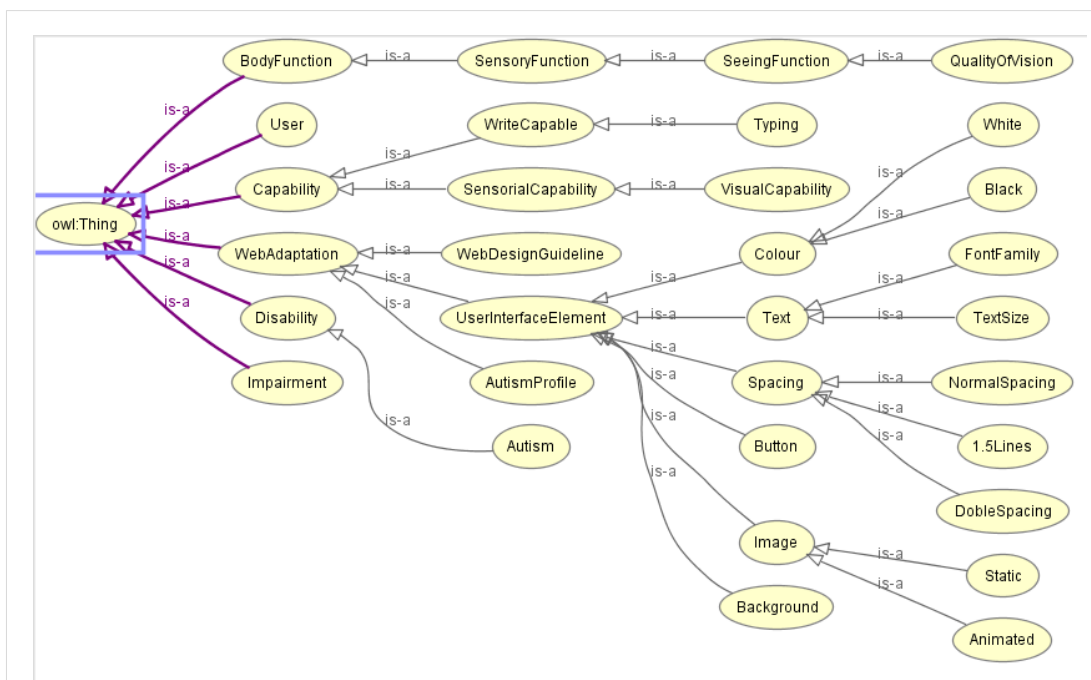 BodyFunction is-a SensoryFunction is-a SeeingFunction is-a QualityOfVision
is-a
User WriteCapable is-a Typing White
is-a
is-a
is-a
Capability is-a SensorialCapability is-a VisualCapability Black
is-a
is-a
owl:Thing
is-a
WebAdaptation is-a WebDesignGuideline Colour FontFamily
is-a
is-a
is-a
is-a
is-a
Disability UserInterfaceElement is-a Text is-a TextSize
is-a
is-a
Impairment AutismProfile is-a Spacing is-a NormalSpacing
is-a
is-a
Autism is-a Button is-a 1.5Lines
is-a
DobleSpacing
Image
is-a
Static
is-a
Background
Animated